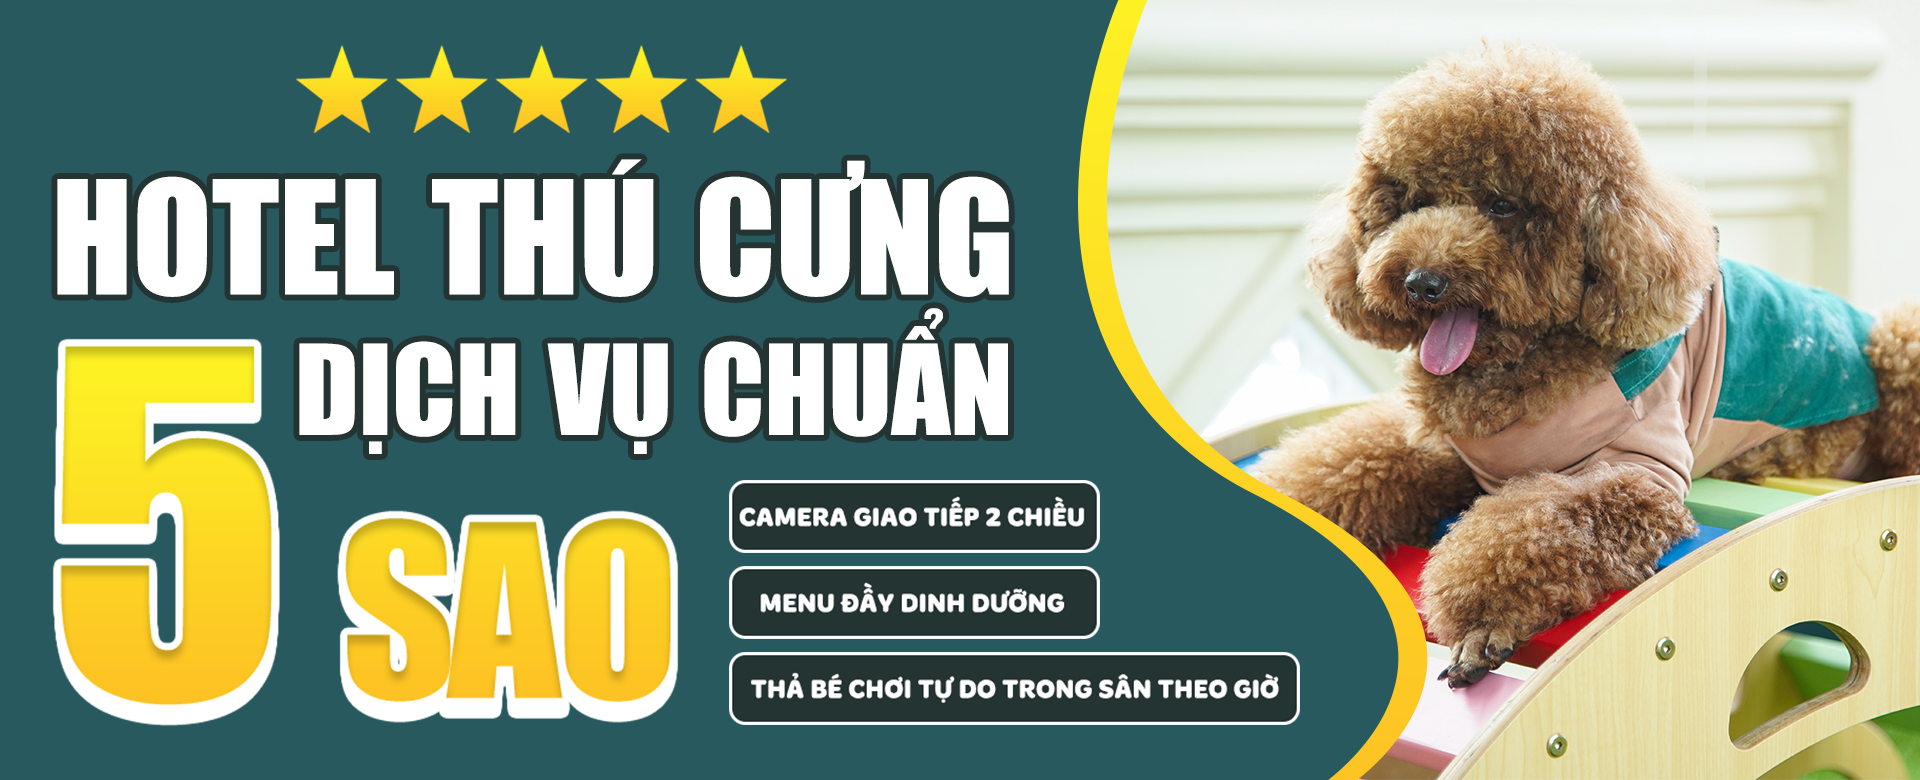 HOTEL THÚ CƯNG
DỊCH VỤ CHUẨN
5 SAO
CAMERA GIAO TIẾP 2 CHIỀU
MENU ĐẦY DINH DƯỠNG
THẢ BÉ CHƠI TỰ DO TRONG SÂN THEO GIỜ